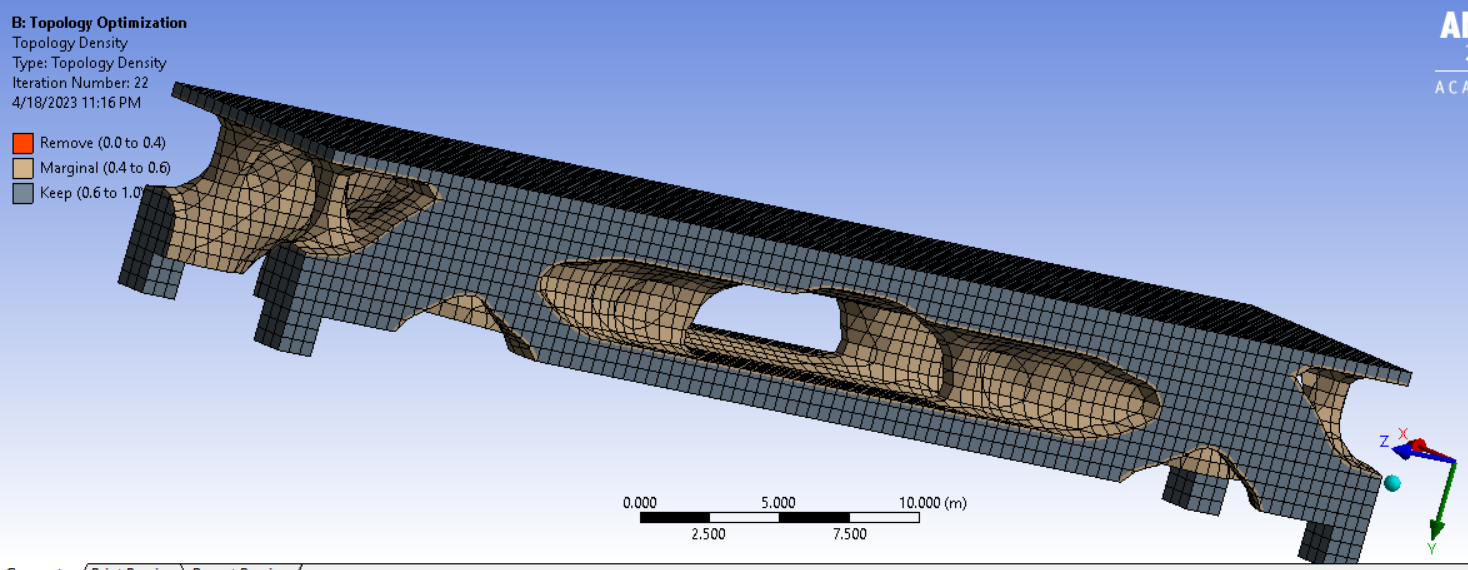 B: Topology Optimization
Topology Density
Type: Topology Density
Iteration Number: 22
4/18/2023 11:16 PM
Remove (0.0 to 0.4)
Marginal (0.4 to 0.6)
Keep (0.6 to 1.0)
Z
X
Y
0.000 5.000 10.000 (m)
2.500 7.500